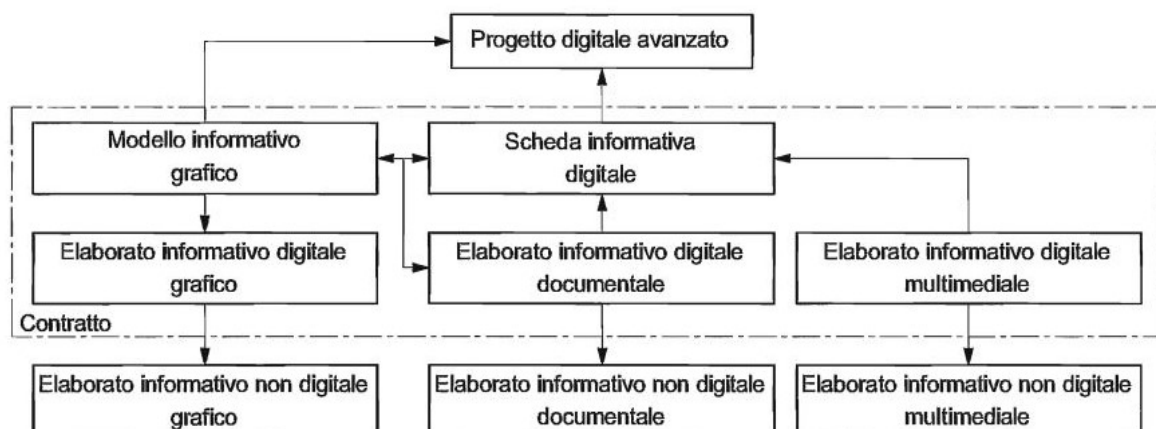 Progetto digitale avanzato
Modello informativo
grafico
Scheda informativa
digitale
Elaborato informativo digitale
grafico
Elaborato informativo digitale
documentale
Elaborato informativo digitale
multimediale
Contratto
Elaborato informativo non digitale
grafico
Elaborato informativo non digitale
documentale
Elaborato informativo non digitale
multimediale